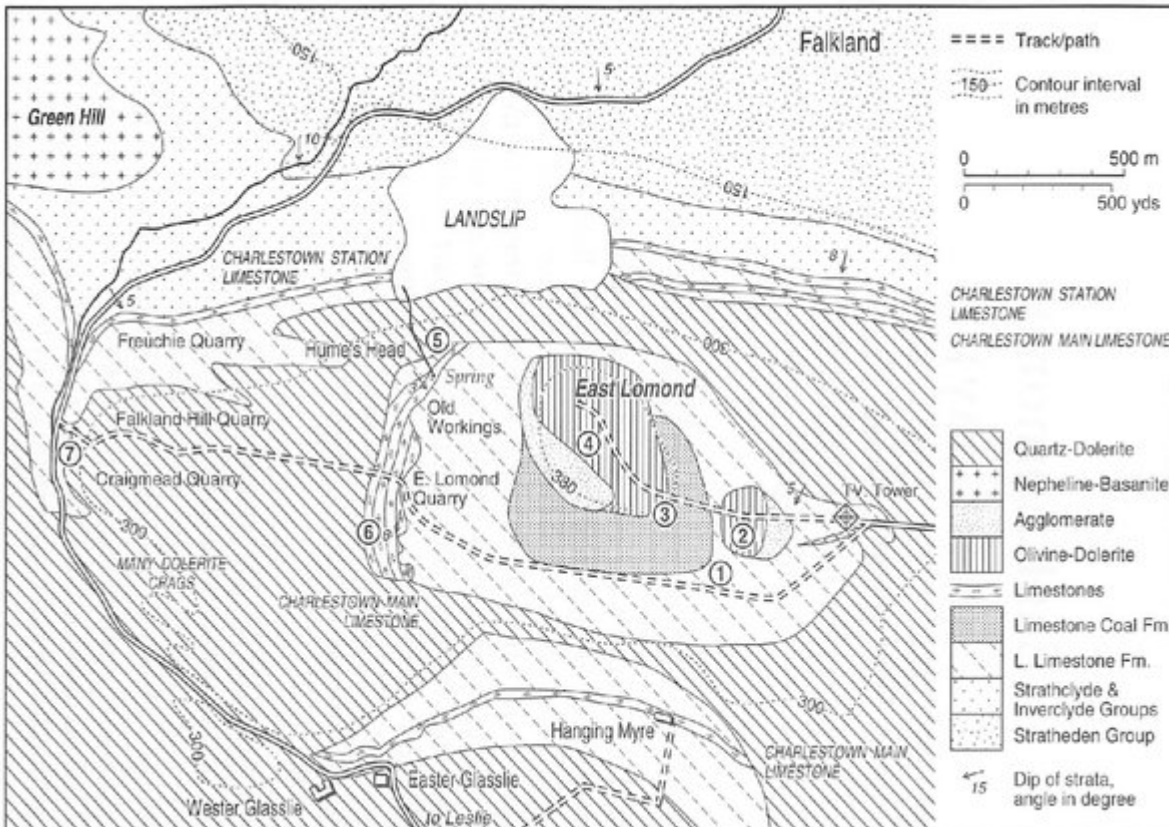 Falkland
150
5
Green Hill
10
LANDSLIP
150
8
CHARLESTOWN STATION
LIMESTONE
5
Freuchie Quarry
Hume's Head
5
300
Spring
East Lomond
Old
Workings
Falkland Hill Quarry
4
7
Craigmead Quarry
E. Lomond
Quarry
380
3
2
5
T.V. Tower
300
6
8
1
MANY DOLERITE
CRAGS
CHARLESTOWN MAIN
LIMESTONE
300
300
Hanging Myre
CHARLESTOWN MAIN
LIMESTONE
Easter Glasslie
Wester Glasslie
to Leslie
Track/path
150
Contour interval
in metres
0 500 m
0 500 yds
CHARLESTOWN STATION
LIMESTONE
CHARLESTOWN MAIN LIMESTONE
Quartz-Dolerite
Nepheline-Basanite
Agglomerate
Olivine-Dolerite
Limestones
Limestone Coal Fm.
L. Limestone Fm.
Strathclyde &
Inverclyde Groups
Stratheden Group
15
Dip of strata,
angle in degree